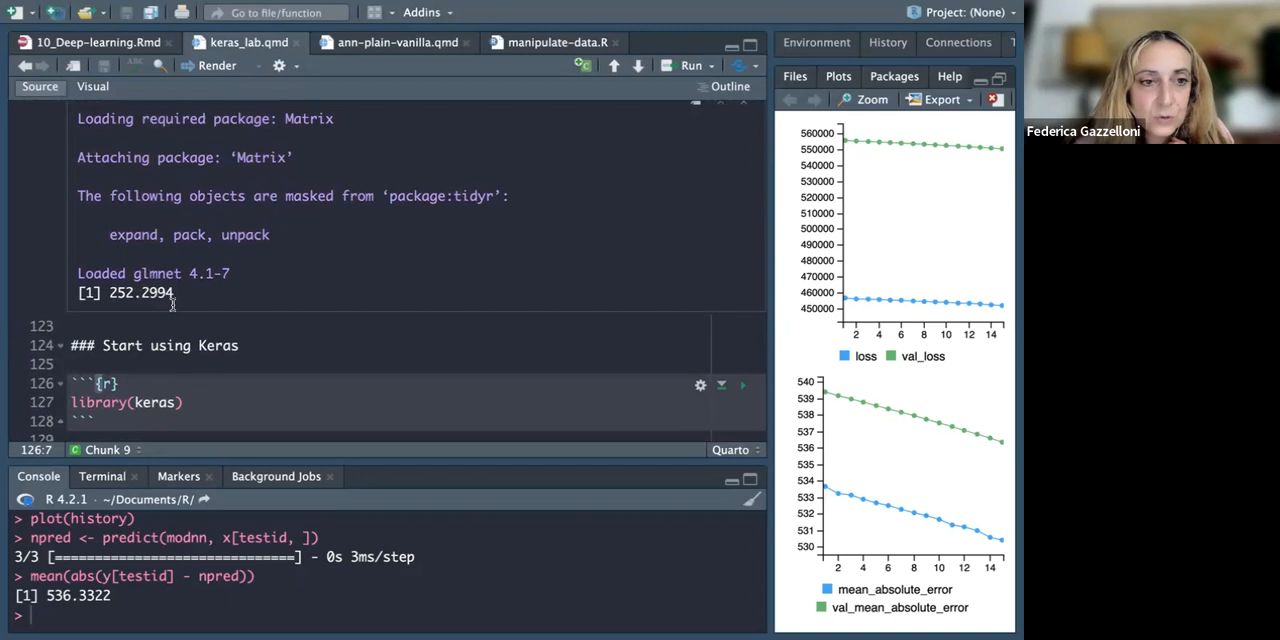 Go to file/function
Addins
Project: (None)
10_Deep-learning.Rmd
keras_lab.qmd
ann-plain-vanilla.qmd
manipulate-data.R
Render
Run
Source
Visual
Outline
Loading required package: Matrix
Attaching package: ‘Matrix’
The following objects are masked from ‘package:tidyr’:
expand, pack, unpack
Loaded glmnet 4.1-7
[1] 252.2994
123
124 ### Start using Keras
125
126 ```{r}
127 library(keras)
128 ```
129
126:7
Chunk 9
Quarto
Console
Terminal
Markers
Background Jobs
R 4.2.1 · ~/Documents/R/
> plot(history)
> npred <- predict(modnn, x[testid, ])
3/3 [==============================] - 0s 3ms/step
> mean(abs(y[testid] - npred))
[1] 536.3322
>
Environment
History
Connections
Files
Plots
Packages
Help
Zoom
Export
560000
550000
540000
530000
520000
510000
500000
490000
480000
470000
460000
450000
2 4 6 8 10 12 14
loss
val_loss
540
539
538
537
536
535
534
533
532
531
530
2 4 6 8 10 12 14
mean_absolute_error
val_mean_absolute_error
Federica Gazzelloni